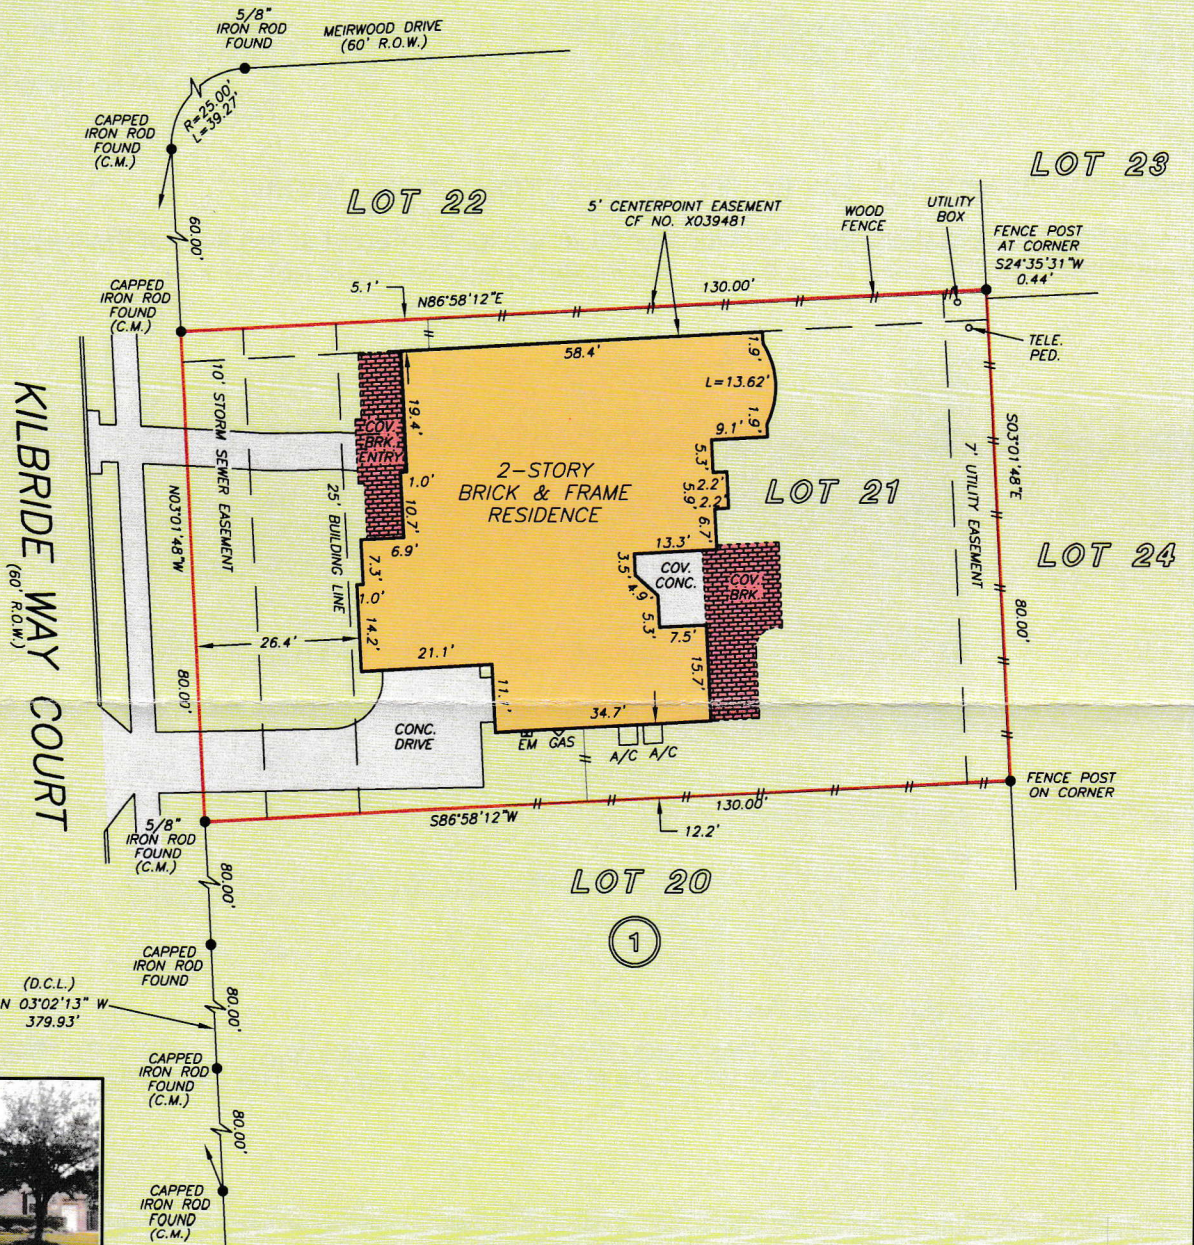 5/8"
IRON ROD
FOUND
MEIRWOOD DRIVE
(60' R.O.W.)
R=25.00'
L=39.27'
CAPPED
IRON ROD
FOUND
(C.M.)
LOT 23
LOT 22
5' CENTERPOINT EASEMENT
CF NO. X039481
WOOD
FENCE
UTILITY
BOX
FENCE POST
AT CORNER
S24°35'31"W
0.44'
60.00'
CAPPED
IRON ROD
FOUND
(C.M.)
5.1'
N86°58'12"E
130.00'
TELE.
PED.
58.4'
1.9'
L=13.62'
1.9'
9.1'
19.4'
COV.
BRK.
ENTRY
10' STORM SEWER EASEMENT
KILBRIDE WAY COURT
(60' R.O.W.)
N03°01'48"W
80.00'
25' BUILDING LINE
1.0'
10.7'
6.9'
2-STORY
BRICK & FRAME
RESIDENCE
5.3'
2.2'
5.9'
2.2'
6.7'
LOT 21
7' UTILITY EASEMENT
S03°01'48"E
80.00'
LOT 24
13.3'
3.5'
4.9'
5.3'
7.5'
COV.
CONC.
COV.
BRK.
7.3'
1.0'
14.2'
26.4'
21.1'
11.1'
15.7'
34.7'
CONC.
DRIVE
EM
GAS
A/C
A/C
FENCE POST
ON CORNER
5/8"
IRON ROD
FOUND
(C.M.)
S86°58'12"W
130.00'
12.2'
80.00'
LOT 20
1
CAPPED
IRON ROD
FOUND
(D.C.L.)
N 03°02'13" W
379.93'
80.00'
CAPPED
IRON ROD
FOUND
(C.M.)
80.00'
CAPPED
IRON ROD
FOUND
(C.M.)